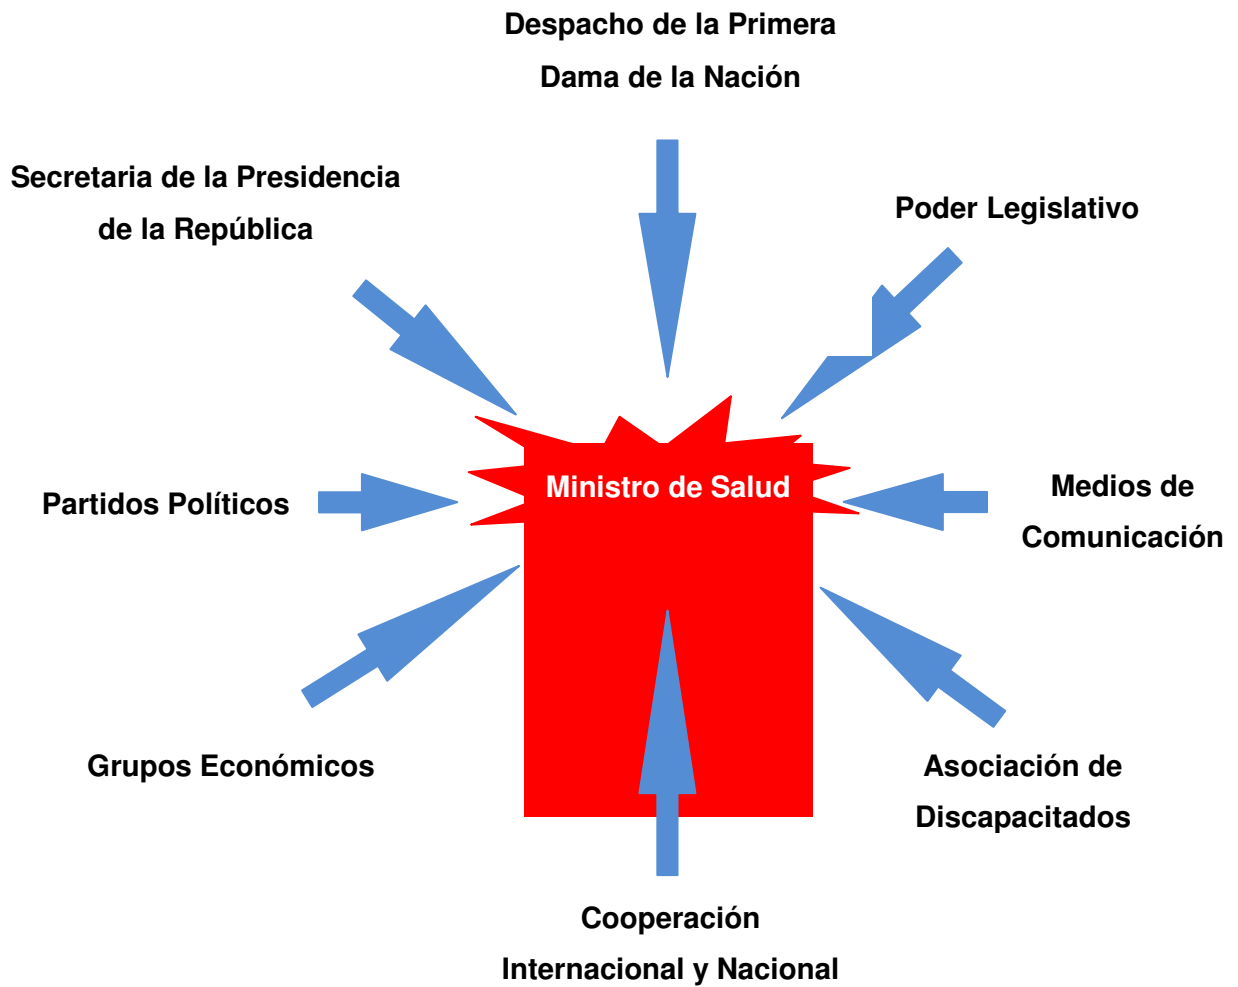 Despacho de la Primera
Dama de la Nación
Secretaria de la Presidencia
de la República
Poder Legislativo
Ministro de Salud
Partidos Políticos
Medios de
Comunicación
Grupos Económicos
Asociación de
Discapacitados
Cooperación
Internacional y Nacional